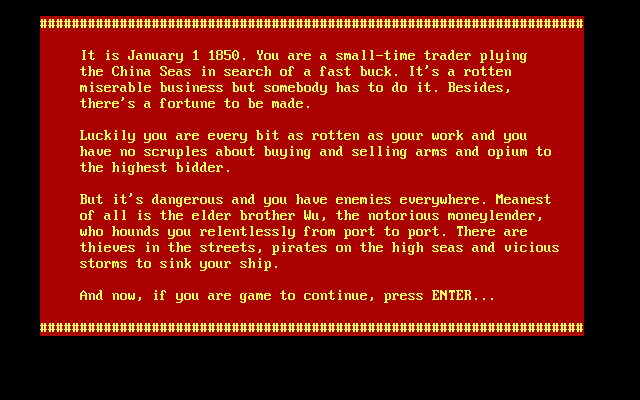 ####################################################################
It is January 1 1850. You are a small-time trader plying
the China Seas in search of a fast buck. It's a rotten
miserable business but somebody has to do it. Besides,
there's a fortune to be made.
Luckily you are every bit as rotten as your work and you
have no scruples about buying and selling arms and opium to
the highest bidder.
But it's dangerous and you have enemies everywhere. Meanest
of all is the elder brother Wu, the notorious moneylender,
who hounds you relentlessly from port to port. There are
thieves in the streets, pirates on the high seas and vicious
storms to sink your ship.
And now, if you are game to continue, press ENTER...
####################################################################